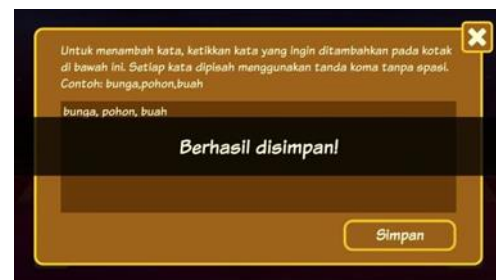 Untuk menambah kata, ketikkan kata yang ingin ditambahkan pada kotak
di bawah ini. Setiap kata dipisah menggunakan tanda koma tanpa spasi.
Contoh: bunga,pohon,buah
bunga, pohon, buah
Berhasil disimpan!
Simpan